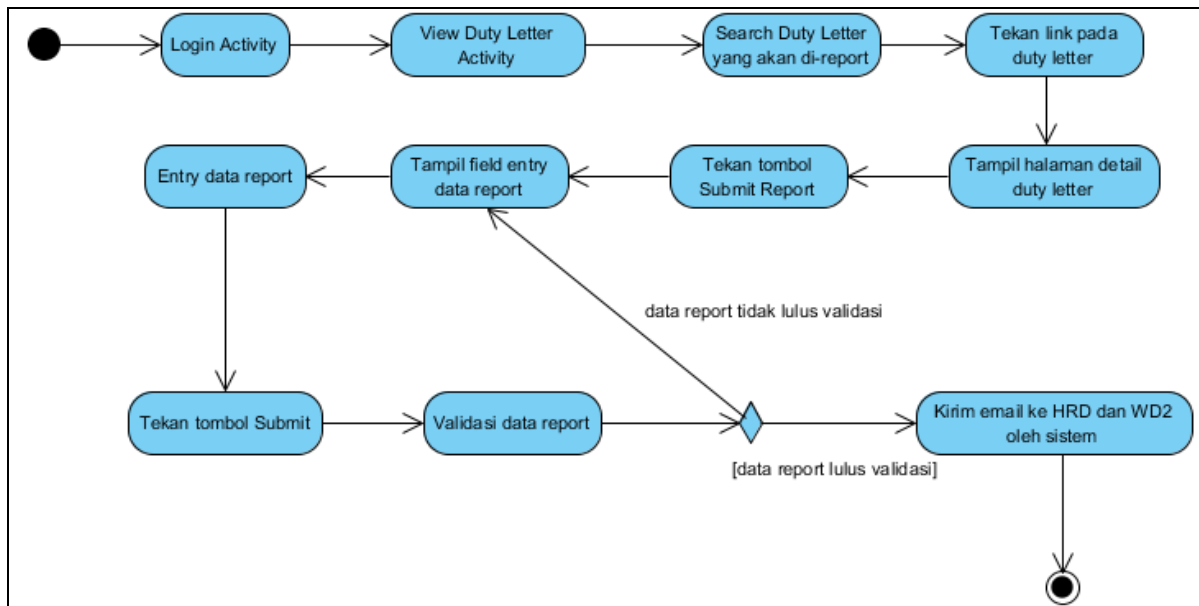 Login Activity
View Duty Letter
Activity
Search Duty Letter
yang akan di-report
Tekan link pada
duty letter
Entry data report
Tampil field entry
data report
Tekan tombol
Submit Report
Tampil halaman detail
duty letter
data report tidak lulus validasi
Tekan tombol Submit
Validasi data report
Kirim email ke HRD dan WD2
oleh sistem
[data report lulus validasi]